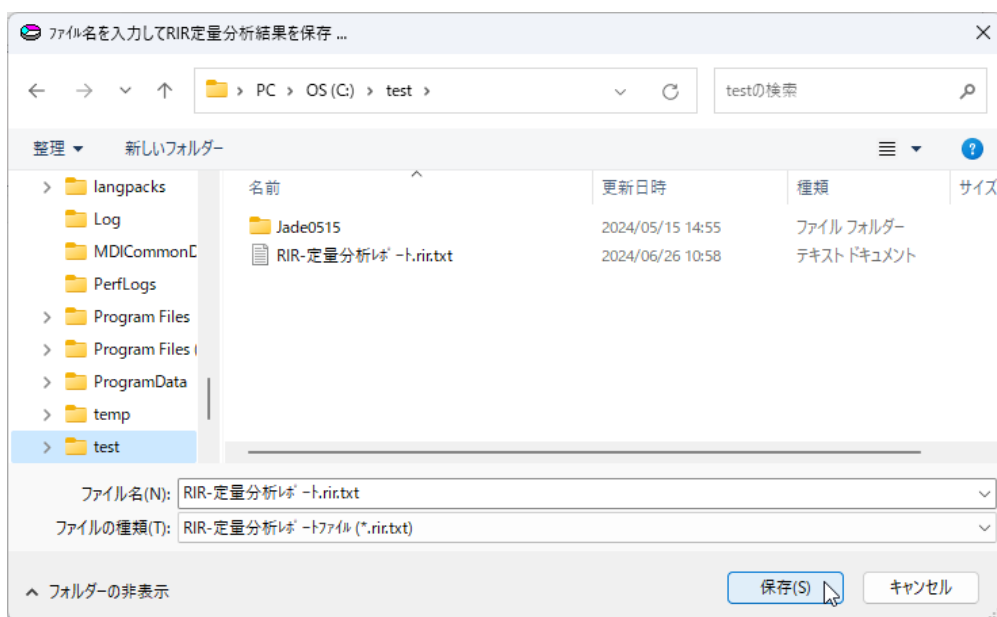 ﾌｧｲﾙ名を入力してRIR定量分析結果を保存 ...
PC > OS (C:) > test >
testの検索
整理
新しいフォルダー
langpacks
Log
MDICommonD
PerfLogs
Program Files
Program Files (
ProgramData
temp
test
名前 更新日時 種類 サイズ
Jade0515 2024/05/15 14:55 ファイル フォルダー
RIR-定量分析ﾚﾎﾟｰﾄ.rir.txt 2024/06/26 10:58 テキスト ドキュメント
ファイル名(N): RIR-定量分析ﾚﾎﾟｰﾄ.rir.txt
ファイルの種類(T): RIR-定量分析ﾚﾎﾟｰﾄﾌｧｲﾙ (*.rir.txt)
フォルダーの非表示
保存(S)
キャンセル